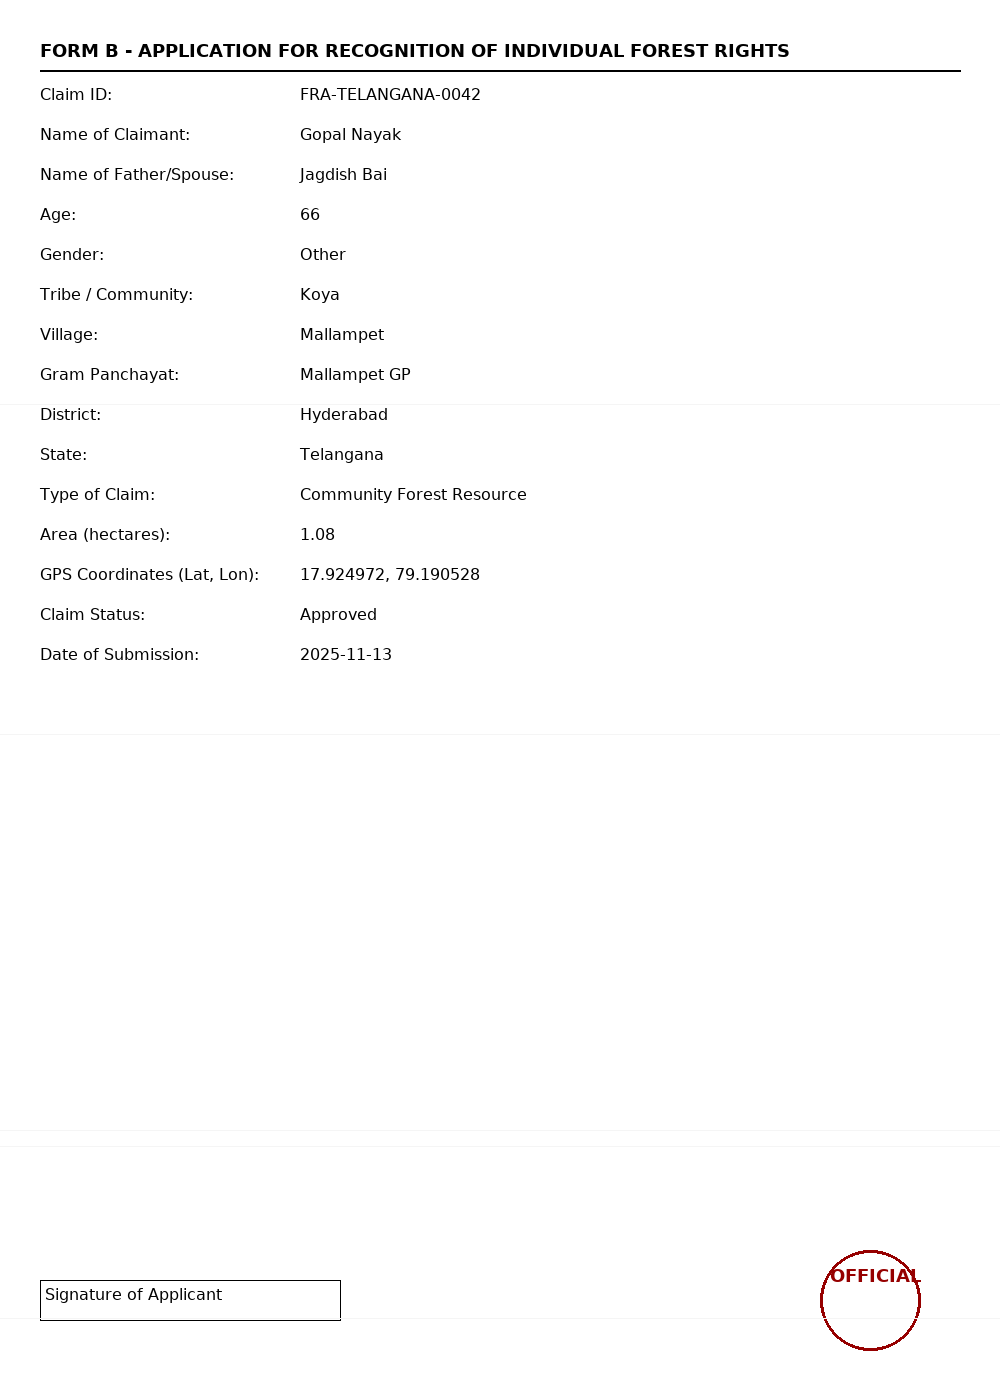 FORM B - APPLICATION FOR RECOGNITION OF INDIVIDUAL FOREST RIGHTS
Claim ID: FRA-TELANGANA-0042
Name of Claimant: Gopal Nayak
Name of Father/Spouse: Jagdish Bai
Age: 66
Gender: Other
Tribe / Community: Koya
Village: Mallampet
Gram Panchayat: Mallampet GP
District: Hyderabad
State: Telangana
Type of Claim: Community Forest Resource
Area (hectares): 1.08
GPS Coordinates (Lat, Lon): 17.924972, 79.190528
Claim Status: Approved
Date of Submission: 2025-11-13
Signature of Applicant
OFFICIAL